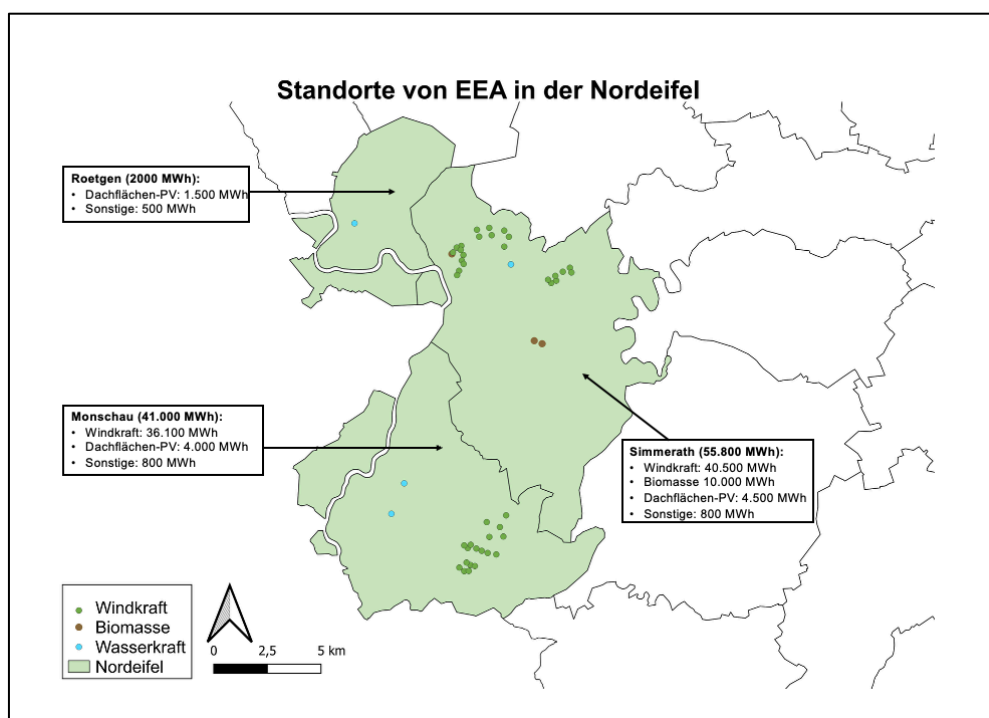 Standorte von EEA in der Nordeifel
Roetgen (2000 MWh):
• Dachflächen-PV: 1.500 MWh
• Sonstige: 500 MWh
Monschau (41.000 MWh):
• Windkraft: 36.100 MWh
• Dachflächen-PV: 4.000 MWh
• Sonstige: 800 MWh
Simmerath (55.800 MWh):
• Windkraft: 40.500 MWh
• Biomasse 10.000 MWh
• Dachflächen-PV: 4.500 MWh
• Sonstige: 800 MWh
Windkraft
Biomasse
Wasserkraft
Nordeifel
0 2,5 5 km